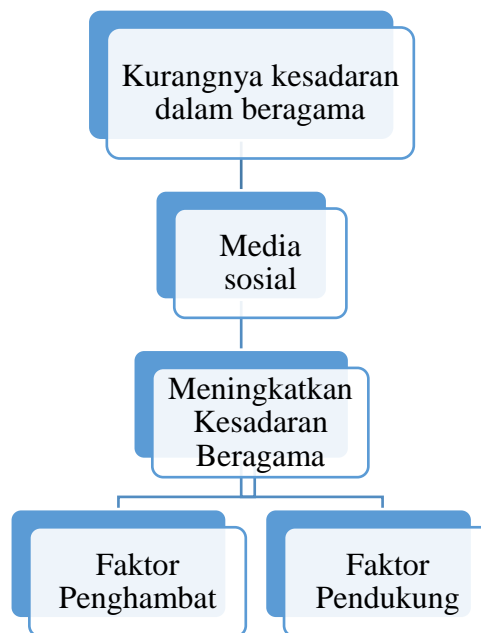 Kurangnya kesadaran
dalam beragama
Media
sosial
Meningkatkan
Kesadaran
Beragama
Faktor
Penghambat
Faktor
Pendukung